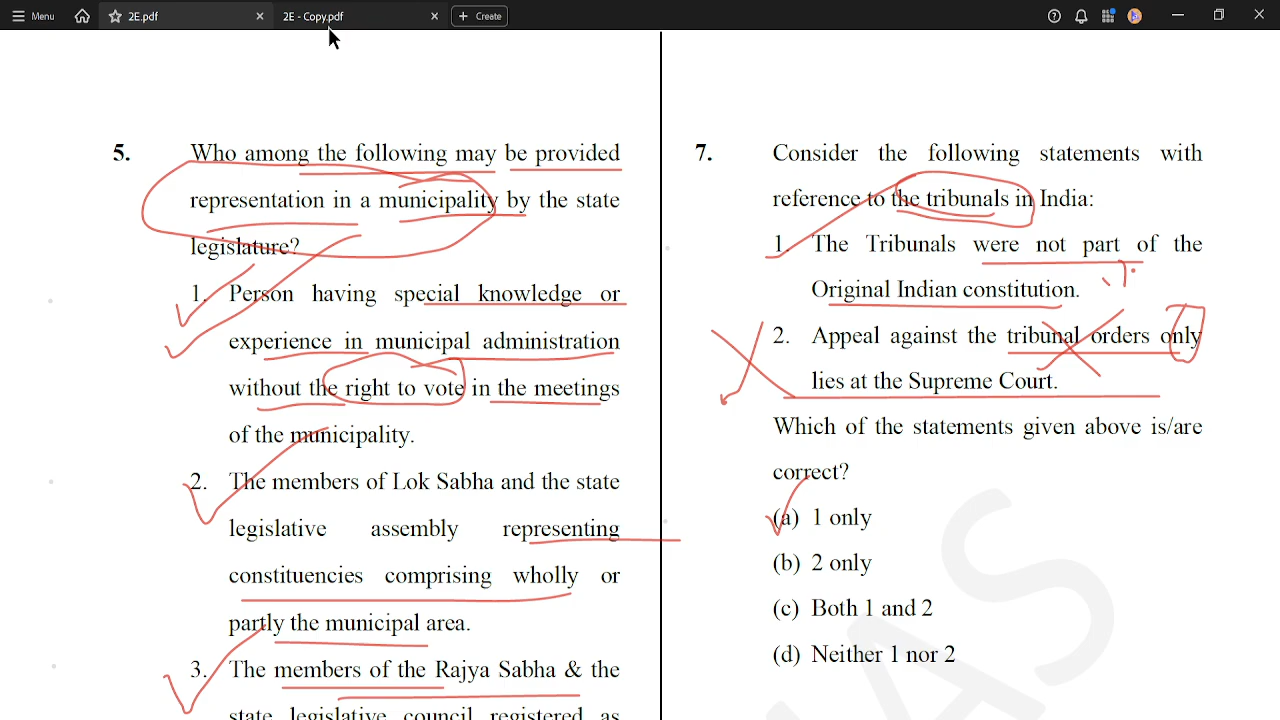 Menu
2E.pdf
2E - Copy.pdf
Create
5. Who among the following may be provided
representation in a municipality by the state
legislature?
1. Person having special knowledge or
experience in municipal administration
without the right to vote in the meetings
of the municipality.
2. The members of Lok Sabha and the state
legislative assembly representing
constituencies comprising wholly or
partly the municipal area.
3. The members of the Rajya Sabha & the
state legislative council registered as
7. Consider the following statements with
reference to the tribunals in India:
1. The Tribunals were not part of the
Original Indian constitution.
2. Appeal against the tribunal orders only
lies at the Supreme Court.
Which of the statements given above is/are
correct?
(a) 1 only
(b) 2 only
(c) Both 1 and 2
(d) Neither 1 nor 2
AS